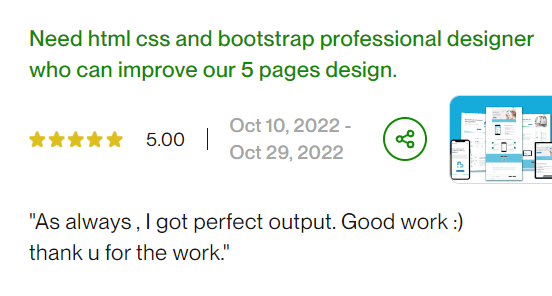 Need html css and bootstrap professional designer
who can improve our 5 pages design.
5.00
Oct 10, 2022 -
Oct 29, 2022
"As always , I got perfect output. Good work :)
thank u for the work."